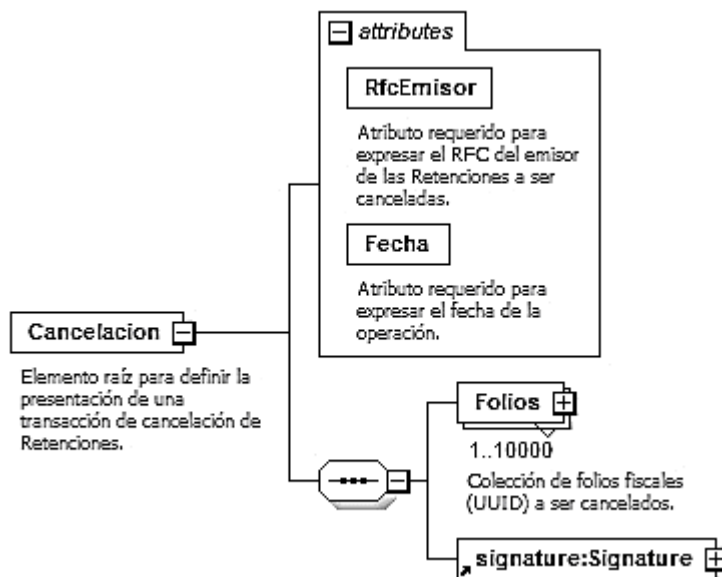 attributes
RfcEmisor
Atributo requerido para
expresar el RFC del emisor
de las Retenciones a ser
canceladas.
Fecha
Atributo requerido para
expresar el fecha de la
operación.
Cancelacion
Elemento raíz para definir la
presentación de una
transacción de cancelación de
Retenciones.
Folios
1..10000
Colección de folios fiscales
(UUID) a ser cancelados.
signature:Signature